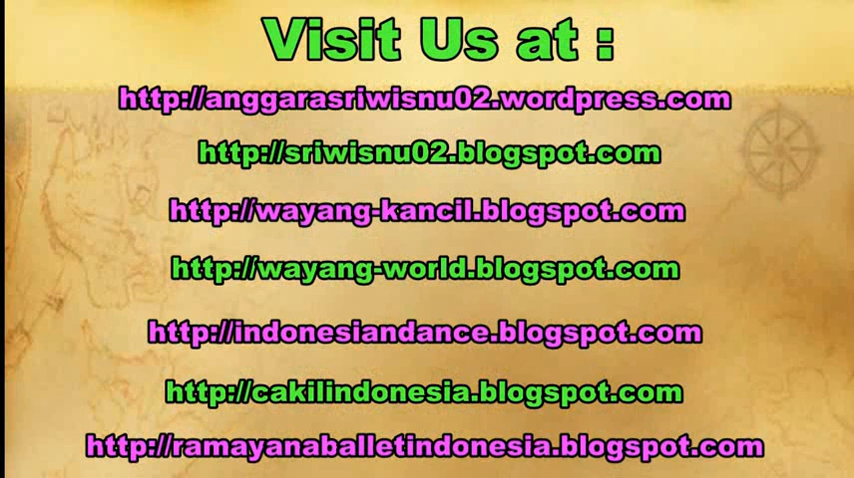 Visit Us at :
http://anggarasriwisnu02.wordpress.com
http://sriwisnu02.blogspot.com
http://wayang-kancil.blogspot.com
http://wayang-world.blogspot.com
http://indonesiandance.blogspot.com
http://cakilindonesia.blogspot.com
http://ramayanaballetindonesia.blogspot.com